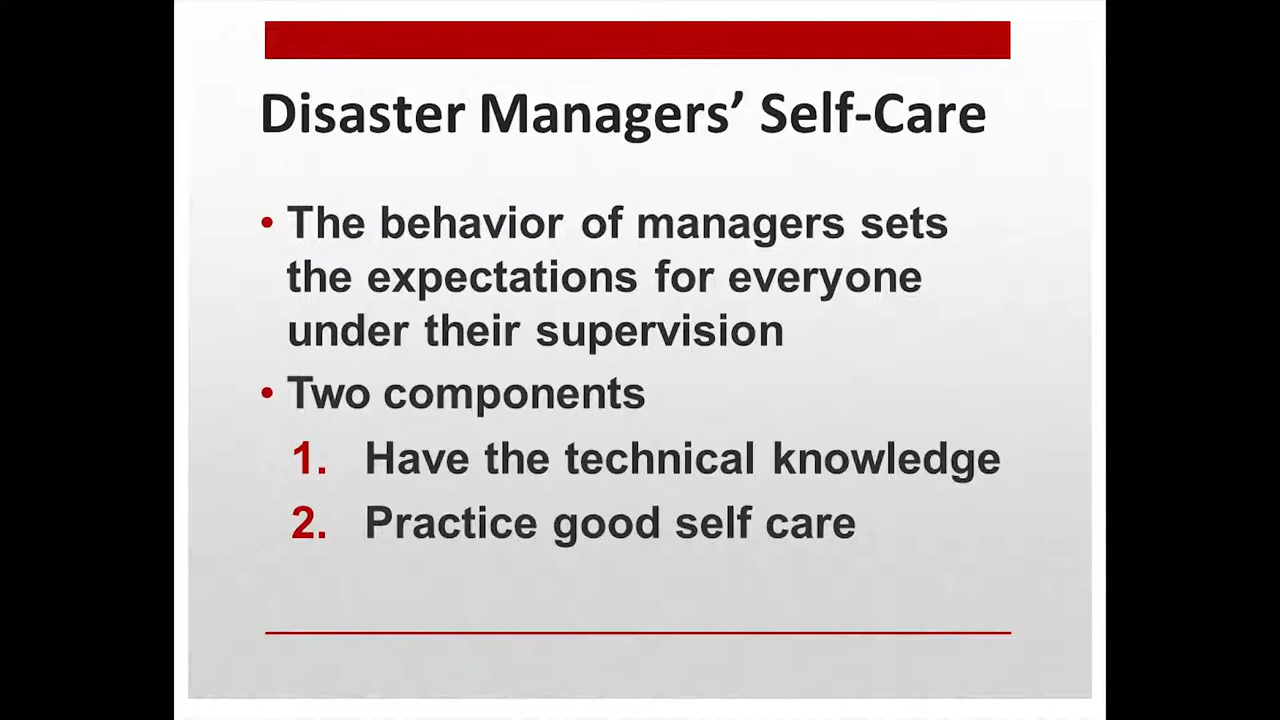 Disaster Managers’ Self-Care
• The behavior of managers sets
the expectations for everyone
under their supervision
• Two components
1. Have the technical knowledge
2. Practice good self care